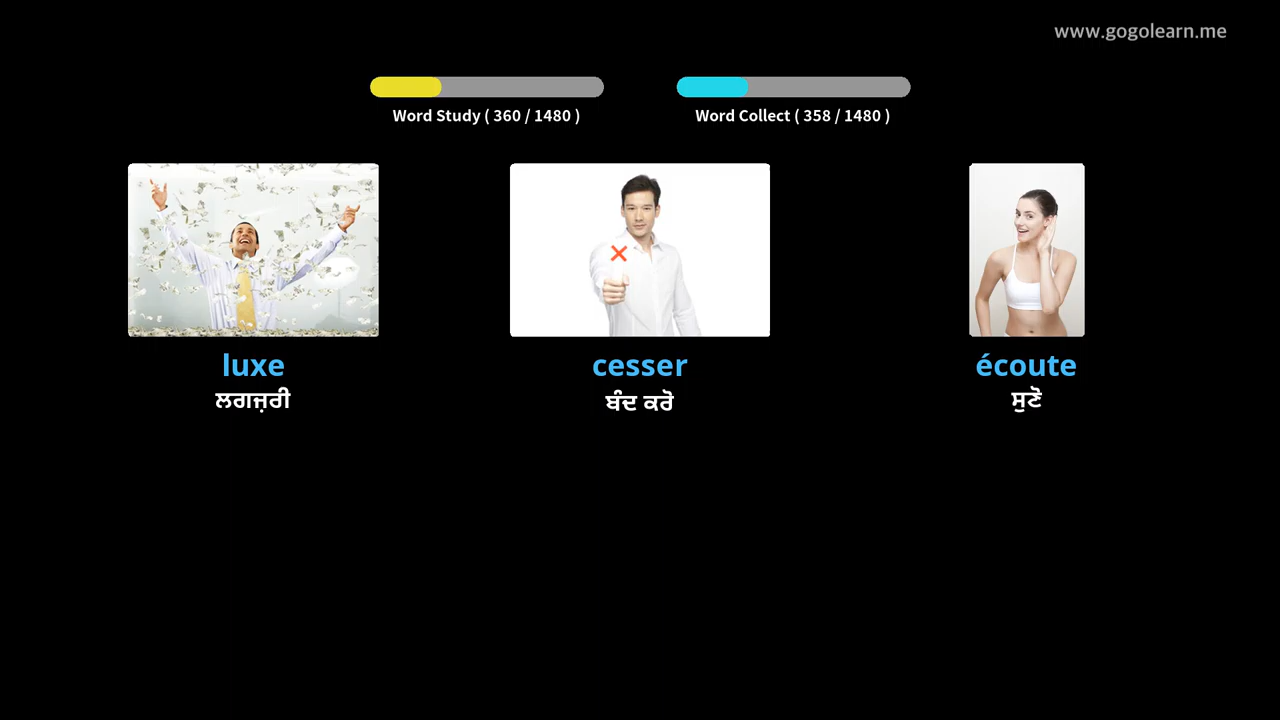 www.gogolearn.me
Word Study ( 360 / 1480 )
Word Collect ( 358 / 1480 )
luxe
cesser
écoute
ਲਗਜ਼ਰੀ
ਬੰਦ ਕਰੋ
ਸੁਣੋ